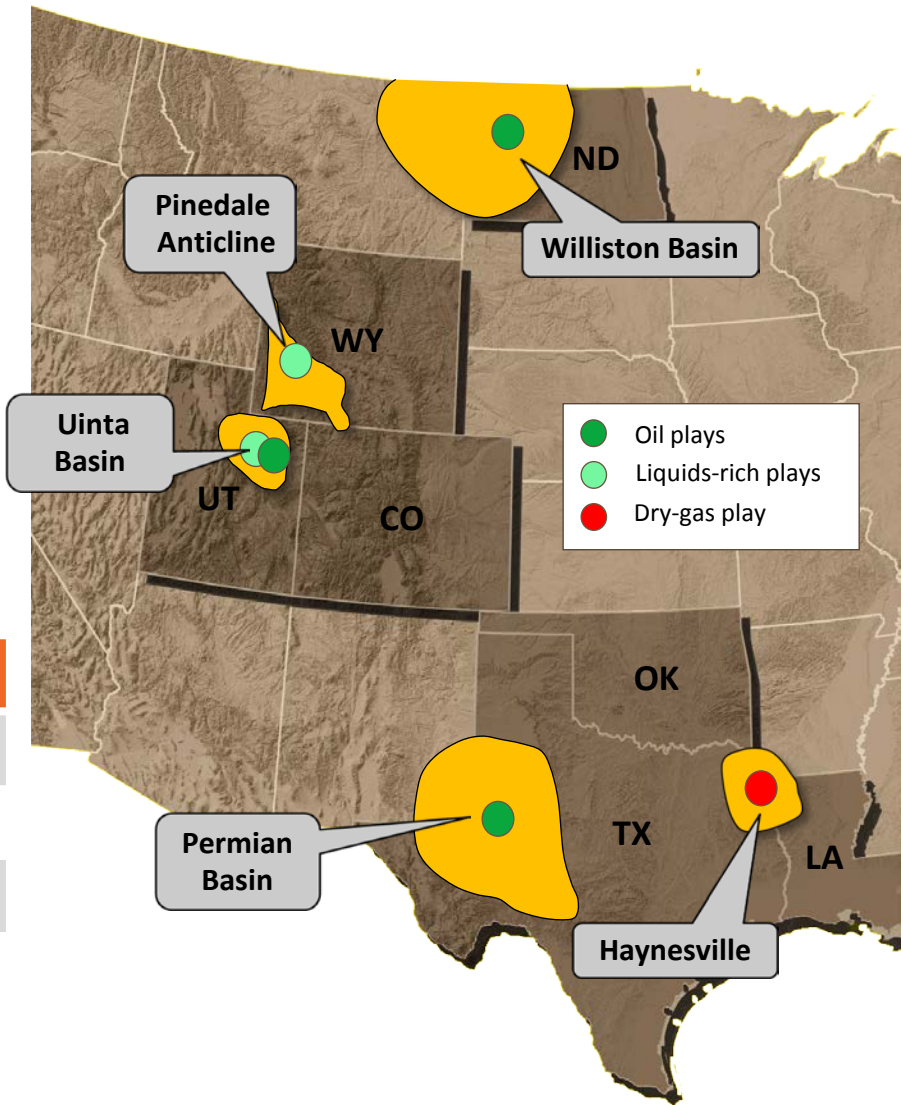 ND
Pinedale
Anticline
Williston Basin
WY
Uinta
Basin
Oil plays
Liquids-rich plays
Dry-gas play
UT
CO
OK
Permian
Basin
TX
LA
Haynesville